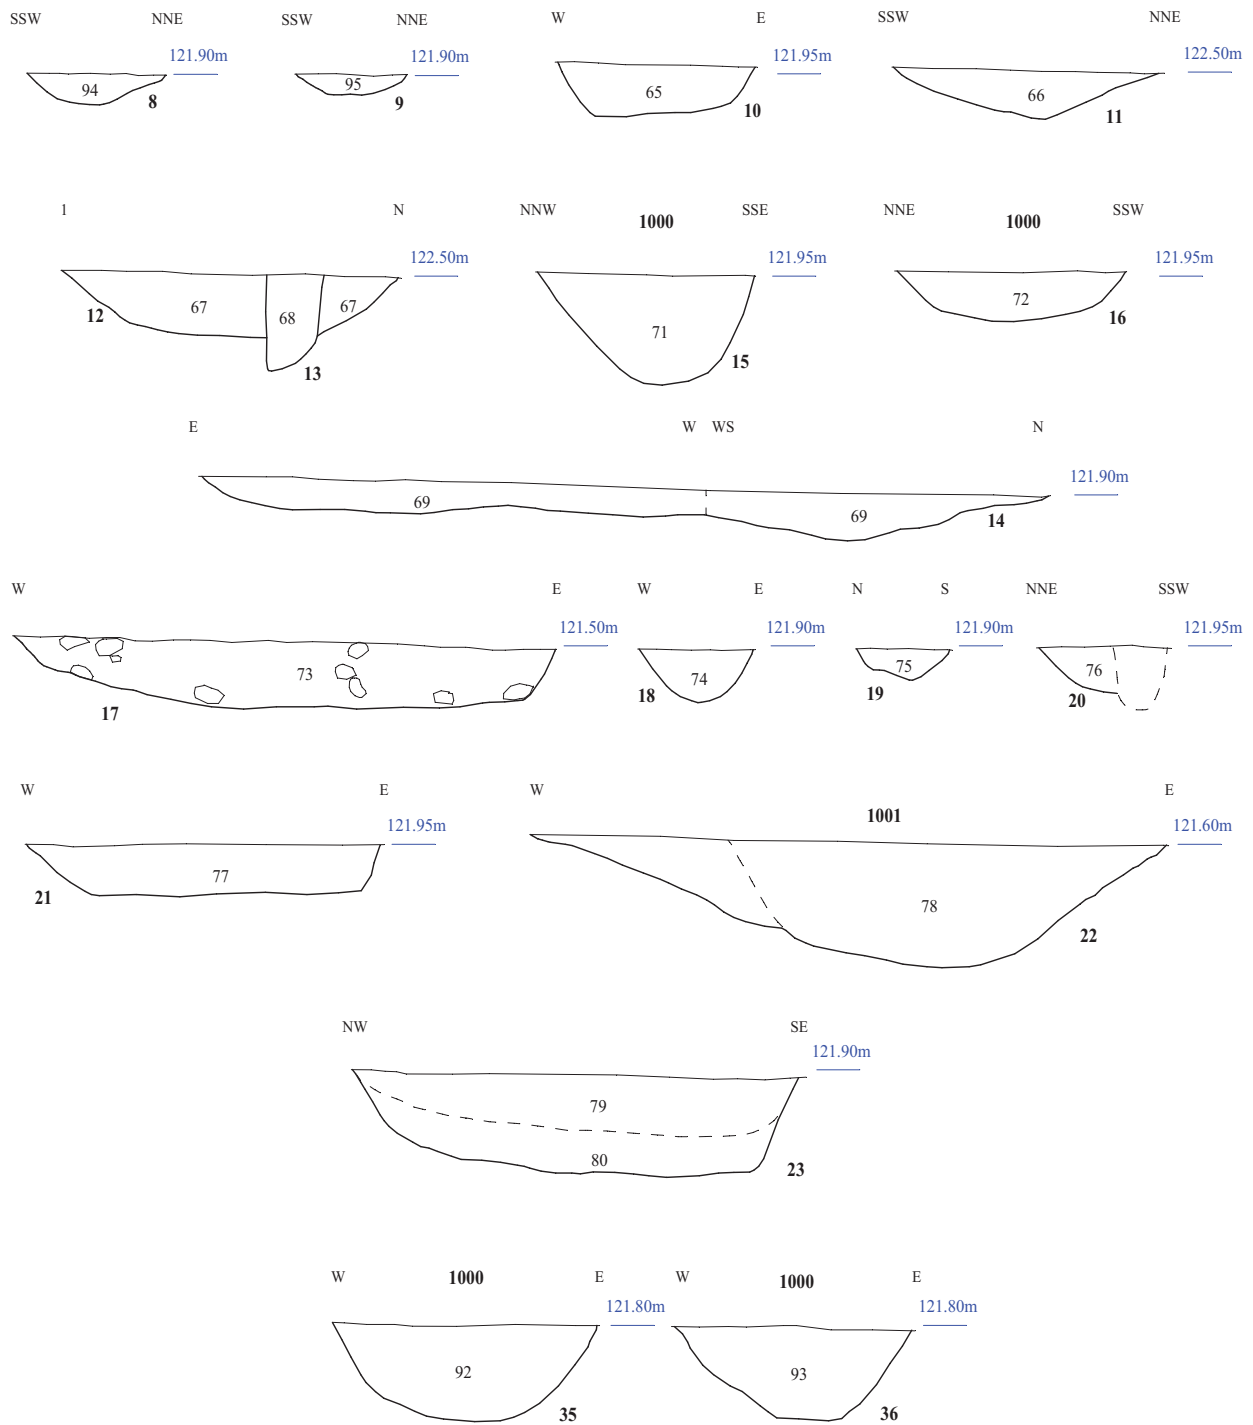 SSW NNE SSW NNE W E SSW NNE
121.90m 121.90m 121.95m 122.50m
94 8 95 9 65 10 66 11
1 N NNW 1000 SSE NNE 1000 SSW
122.50m 121.95m 121.95m
12 67 68 67 13 71 15 72 16
E W WS N
121.90m
69 69 14
W E W E N S NNE SSW
121.50m 121.90m 121.90m 121.95m
73 17 74 18 75 19 76 20
W E W 1001 E
121.95m 121.60m
77 21 78 22
NW SE
121.90m
79
80 23
W 1000 E W 1000 E
121.80m 121.80m
92 35 93 36